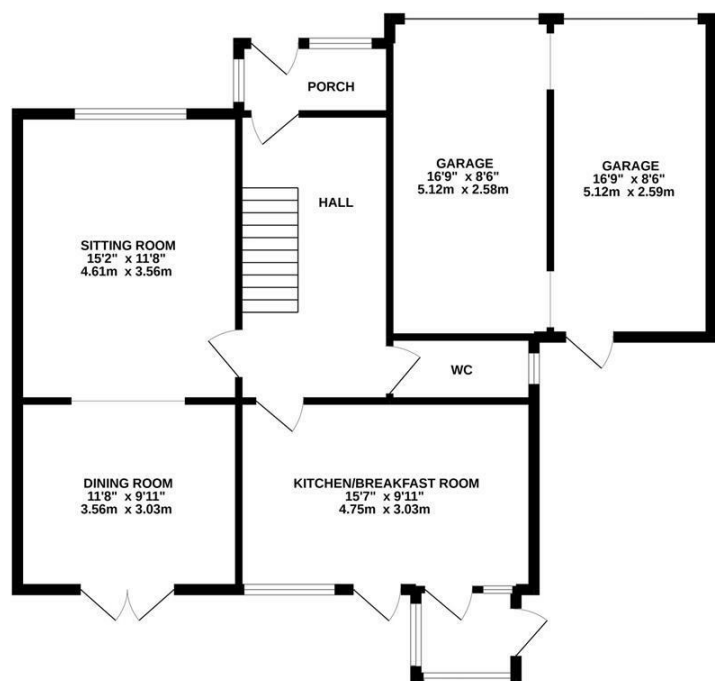 PORCH
GARAGE
16'9" x 8'6"
5.12m x 2.58m
GARAGE
16'9" x 8'6"
5.12m x 2.59m
HALL
SITTING ROOM
15'2" x 11'8"
4.61m x 3.56m
WC
DINING ROOM
11'8" x 9'11"
3.56m x 3.03m
KITCHEN/BREAKFAST ROOM
15'7" x 9'11"
4.75m x 3.03m